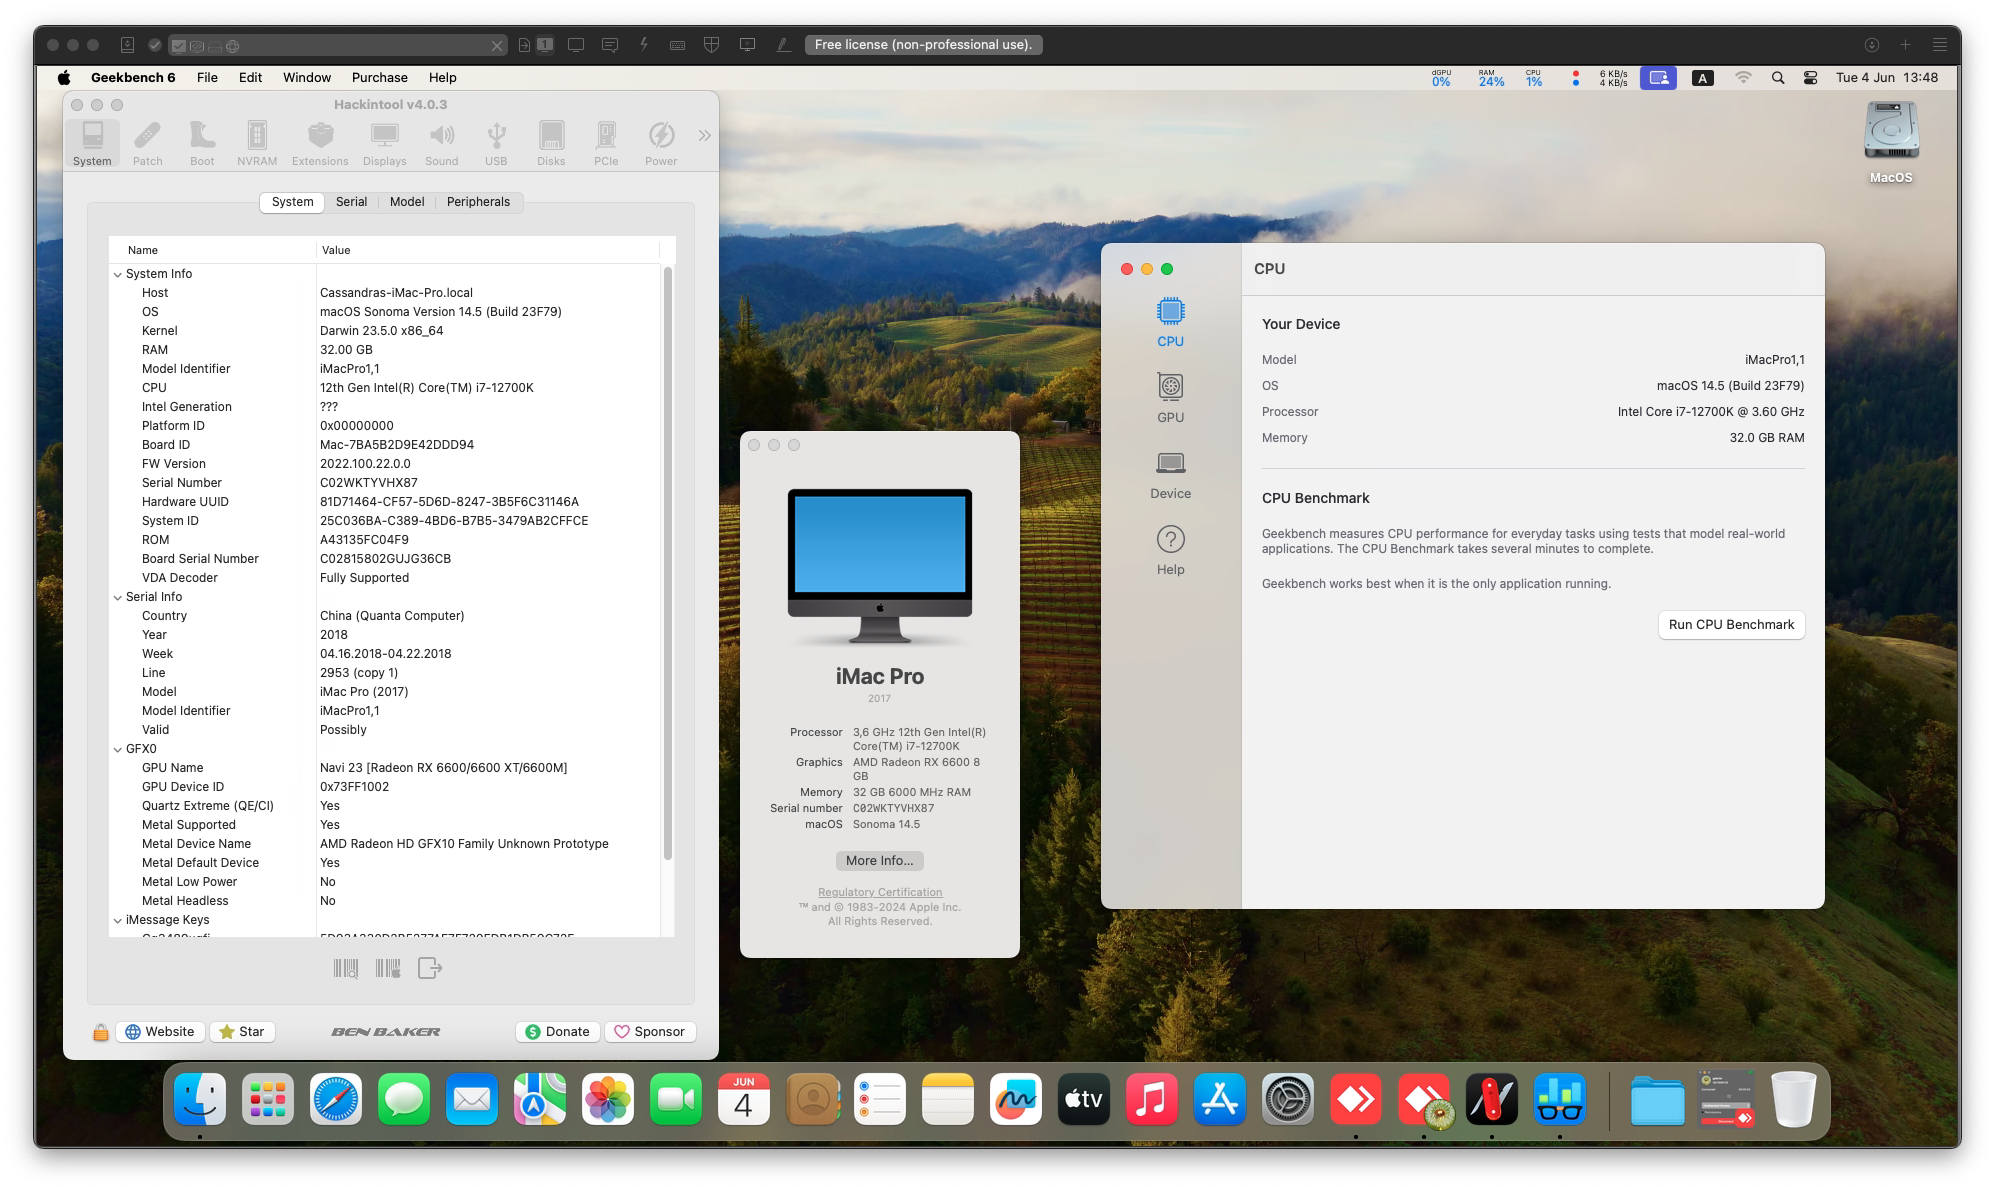 Free license (non-professional use).
Geekbench 6 File Edit Window Purchase Help
dGPU 0% RAM 24% CPU 1% 6 KB/s 4 KB/s A Tue 4 Jun 13:48
MacOS
Hackintool v4.0.3
System Patch Boot NVRAM Extensions Displays Sound USB Disks PCIe Power
System Serial Model Peripherals
Name Value
System Info
Host Cassandras-iMac-Pro.local
OS macOS Sonoma Version 14.5 (Build 23F79)
Kernel Darwin 23.5.0 x86_64
RAM 32.00 GB
Model Identifier iMacPro1,1
CPU 12th Gen Intel(R) Core(TM) i7-12700K
Intel Generation ???
Platform ID 0x00000000
Board ID Mac-7BA5B2D9E42DDD94
FW Version 2022.100.22.0.0
Serial Number C02WKTYVHX87
Hardware UUID 81D71464-CF57-5D6D-8247-3B5F6C31146A
System ID 25C036BA-C389-4BD6-B7B5-3479AB2CFFCE
ROM A43135FC04F9
Board Serial Number C02815802GUJG36CB
VDA Decoder Fully Supported
Serial Info
Country China (Quanta Computer)
Year 2018
Week 04.16.2018-04.22.2018
Line 2953 (copy 1)
Model iMac Pro (2017)
Model Identifier iMacPro1,1
Valid Possibly
GFX0
GPU Name Navi 23 [Radeon RX 6600/6600 XT/6600M]
GPU Device ID 0x73FF1002
Quartz Extreme (QE/CI) Yes
Metal Supported Yes
Metal Device Name AMD Radeon HD GFX10 Family Unknown Prototype
Metal Default Device Yes
Metal Low Power No
Metal Headless No
iMessage Keys
Website Star BEN BAKER Donate Sponsor
iMac Pro
2017
Processor 3,6 GHz 12th Gen Intel(R)
Core(TM) i7-12700K
Graphics AMD Radeon RX 6600 8
GB
Memory 32 GB 6000 MHz RAM
Serial number C02WKTYVHX87
macOS Sonoma 14.5
More Info...
Regulatory Certification
™ and © 1983-2024 Apple Inc.
All Rights Reserved.
CPU
GPU
Device
Help
CPU
Your Device
Model iMacPro1,1
OS macOS 14.5 (Build 23F79)
Processor Intel Core i7-12700K @ 3.60 GHz
Memory 32.0 GB RAM
CPU Benchmark
Geekbench measures CPU performance for everyday tasks using tests that model real-world
applications. The CPU Benchmark takes several minutes to complete.
Geekbench works best when it is the only application running.
Run CPU Benchmark
JUN
4
tv